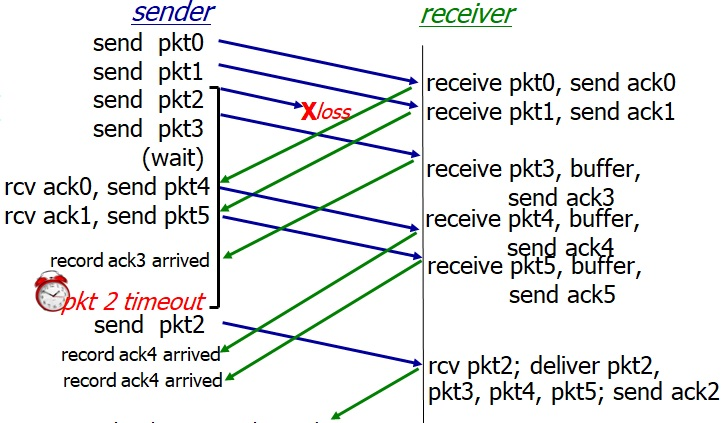 sender
receiver
send pkt0
send pkt1
send pkt2
send pkt3
(wait)
rcv ack0, send pkt4
rcv ack1, send pkt5
record ack3 arrived
pkt 2 timeout
send pkt2
record ack4 arrived
record ack4 arrived
Xloss
receive pkt0, send ack0
receive pkt1, send ack1
receive pkt3, buffer,
send ack3
receive pkt4, buffer,
send ack4
receive pkt5, buffer,
send ack5
rcv pkt2; deliver pkt2,
pkt3, pkt4, pkt5; send ack2